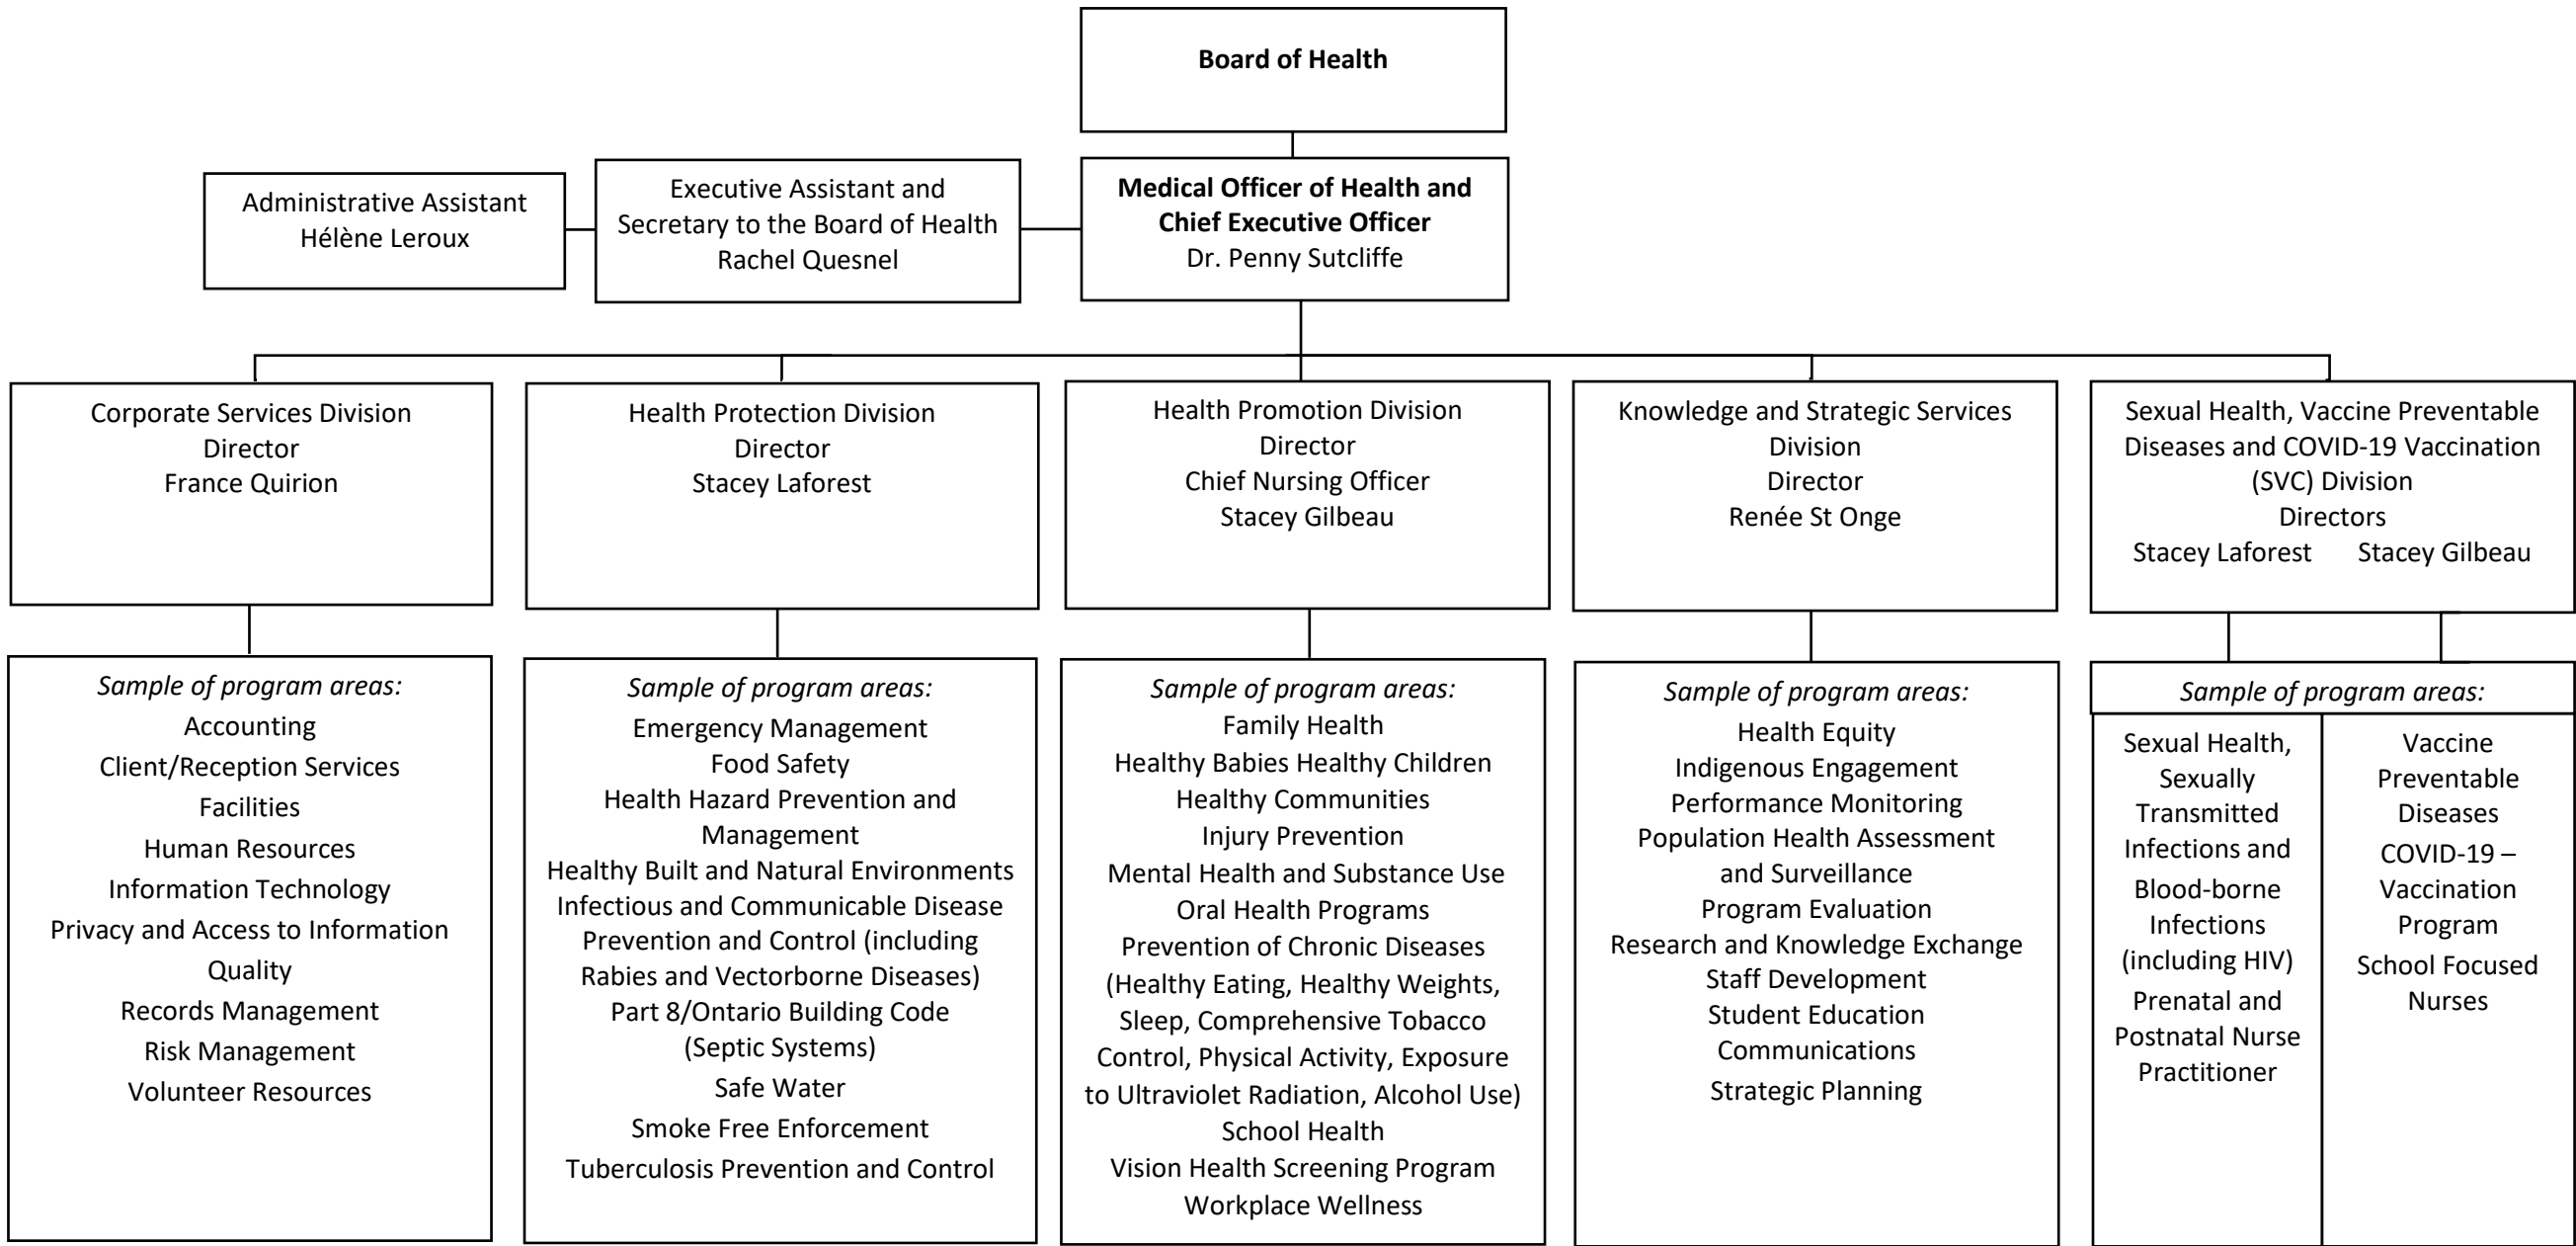 Board of Health
Administrative Assistant
Hélène Leroux
Executive Assistant and
Secretary to the Board of Health
Rachel Quesnel
Medical Officer of Health and
Chief Executive Officer
Dr. Penny Sutcliffe
Corporate Services Division
Director
France Quirion
Health Protection Division
Director
Stacey Laforest
Health Promotion Division
Director
Chief Nursing Officer
Stacey Gilbeau
Knowledge and Strategic Services
Division
Director
Renée St Onge
Sexual Health, Vaccine Preventable
Diseases and COVID-19 Vaccination
(SVC) Division
Directors
Stacey Laforest Stacey Gilbeau
Sample of program areas:
Accounting
Client/Reception Services
Facilities
Human Resources
Information Technology
Privacy and Access to Information
Quality
Records Management
Risk Management
Volunteer Resources
Sample of program areas:
Emergency Management
Food Safety
Health Hazard Prevention and
Management
Healthy Built and Natural Environments
Infectious and Communicable Disease
Prevention and Control (including
Rabies and Vectorborne Diseases)
Part 8/Ontario Building Code
(Septic Systems)
Safe Water
Smoke Free Enforcement
Tuberculosis Prevention and Control
Sample of program areas:
Family Health
Healthy Babies Healthy Children
Healthy Communities
Injury Prevention
Mental Health and Substance Use
Oral Health Programs
Prevention of Chronic Diseases
(Healthy Eating, Healthy Weights,
Sleep, Comprehensive Tobacco
Control, Physical Activity, Exposure
to Ultraviolet Radiation, Alcohol Use)
School Health
Vision Health Screening Program
Workplace Wellness
Sample of program areas:
Health Equity
Indigenous Engagement
Performance Monitoring
Population Health Assessment
and Surveillance
Program Evaluation
Research and Knowledge Exchange
Staff Development
Student Education
Communications
Strategic Planning
Sample of program areas:
Sexual Health,
Sexually
Transmitted
Infections and
Blood-borne
Infections
(including HIV)
Prenatal and
Postnatal Nurse
Practitioner
Vaccine
Preventable
Diseases
COVID-19 –
Vaccination
Program
School Focused
Nurses